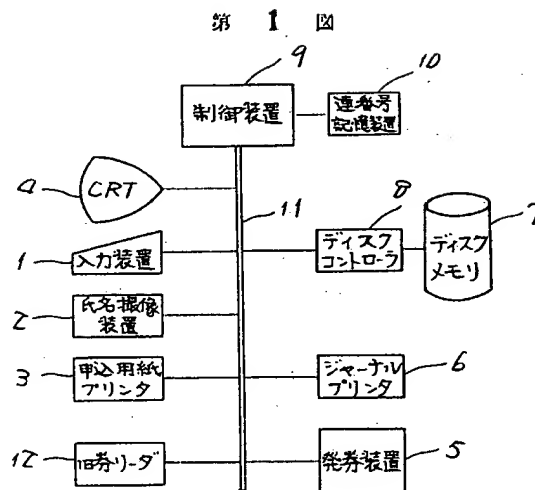 第 1 図
9
10
制御装置
連番号
記憶装置
4
CRT
11
8
7
1
入力装置
ディスク
コントローラ
ディスク
メモリ
2
氏名撮像
装置
3
申込用紙
プリンタ
ジャーナル
プリンタ
6
12
旧券リーダ
発券装置
5